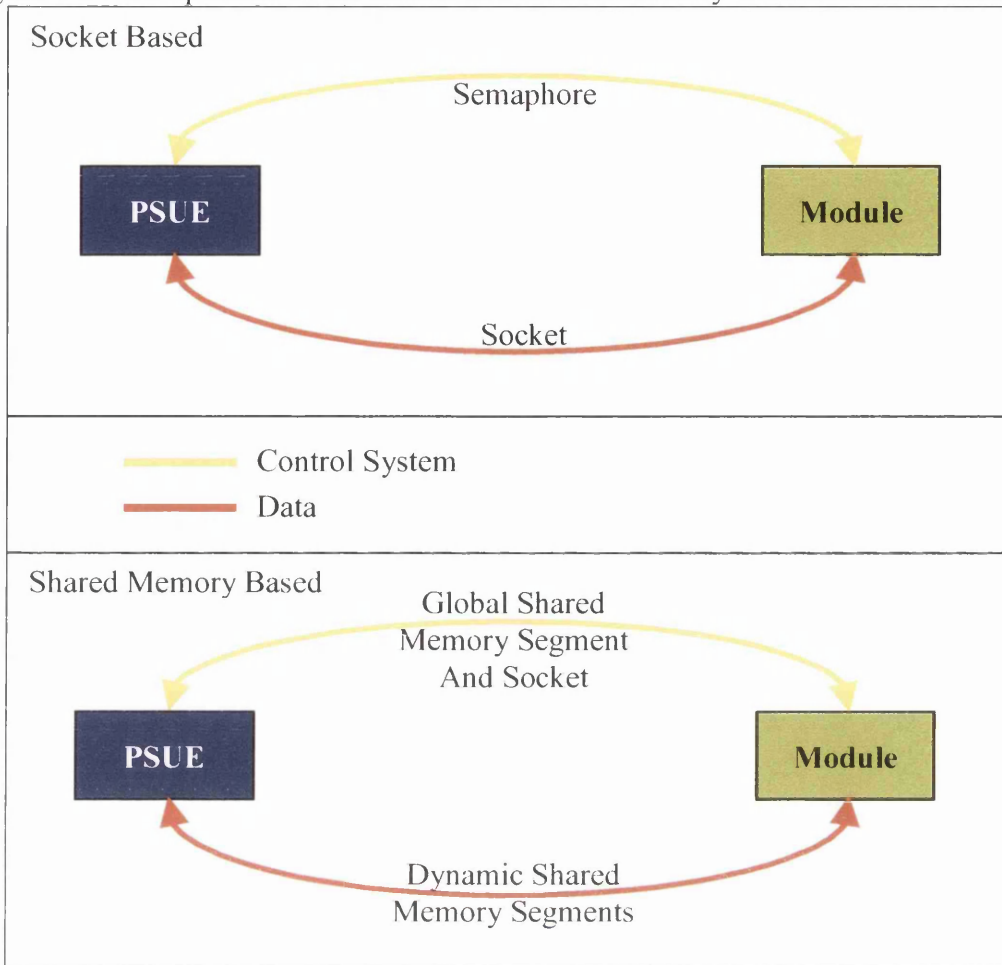 Socket Based
Semaphore
PSUE
Module
Socket
Control System
Data
Shared Memory Based
Global Shared
Memory Segment
And Socket
PSUE
Module
Dynamic Shared
Memory Segments